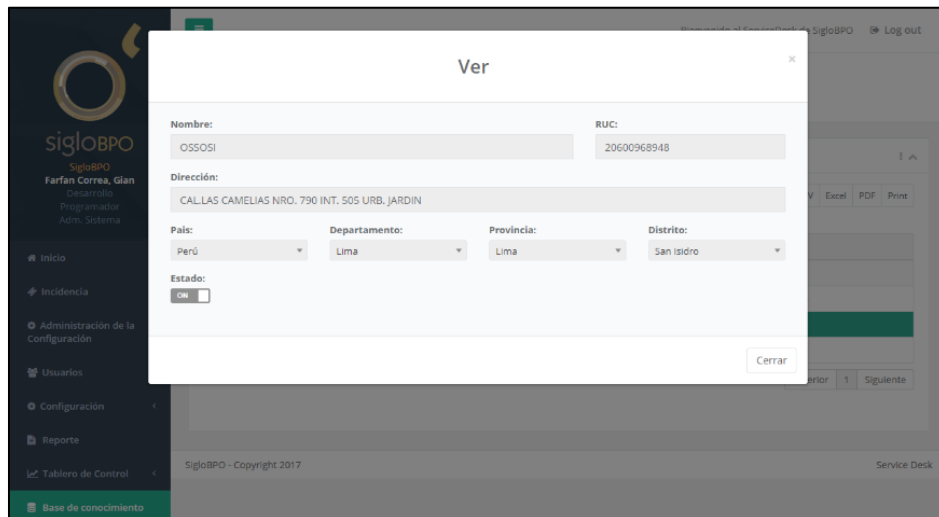 SigloBPO
Log out
sigloBPO
SigloBPO
Farfan Correa, Gian
Desarrollo
Programador
Adm. Sistema
Inicio
Incidencia
Administración de la
Configuración
Usuarios
Configuración
Reporte
Tablero de Control
Base de conocimiento
Ver
×
Nombre:
RUC:
OSSOSI
20600968948
Dirección:
CAL.LAS CAMELIAS NRO. 790 INT. 505 URB. JARDIN
Pais:
Departamento:
Provincia:
Distrito:
Perú
Lima
Lima
San Isidro
Estado:
ON
Cerrar
Excel
PDF
Print
1
Siguiente
SigloBPO - Copyright 2017
Service Desk